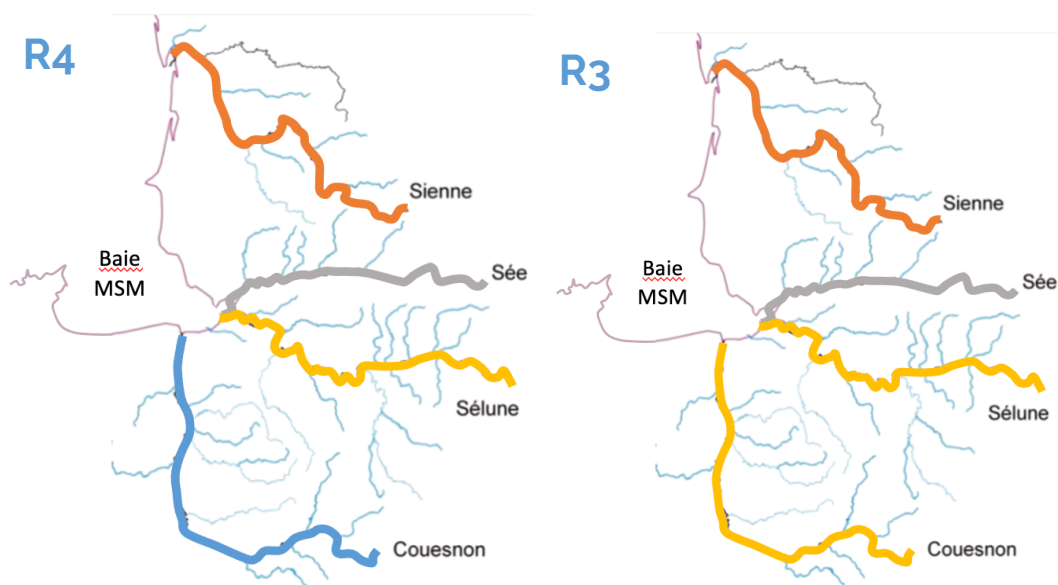 R4
Sienne
Baie
MSM
Sée
Sélune
Couesnon
R3
Sienne
Baie
MSM
Sée
Sélune
Couesnon